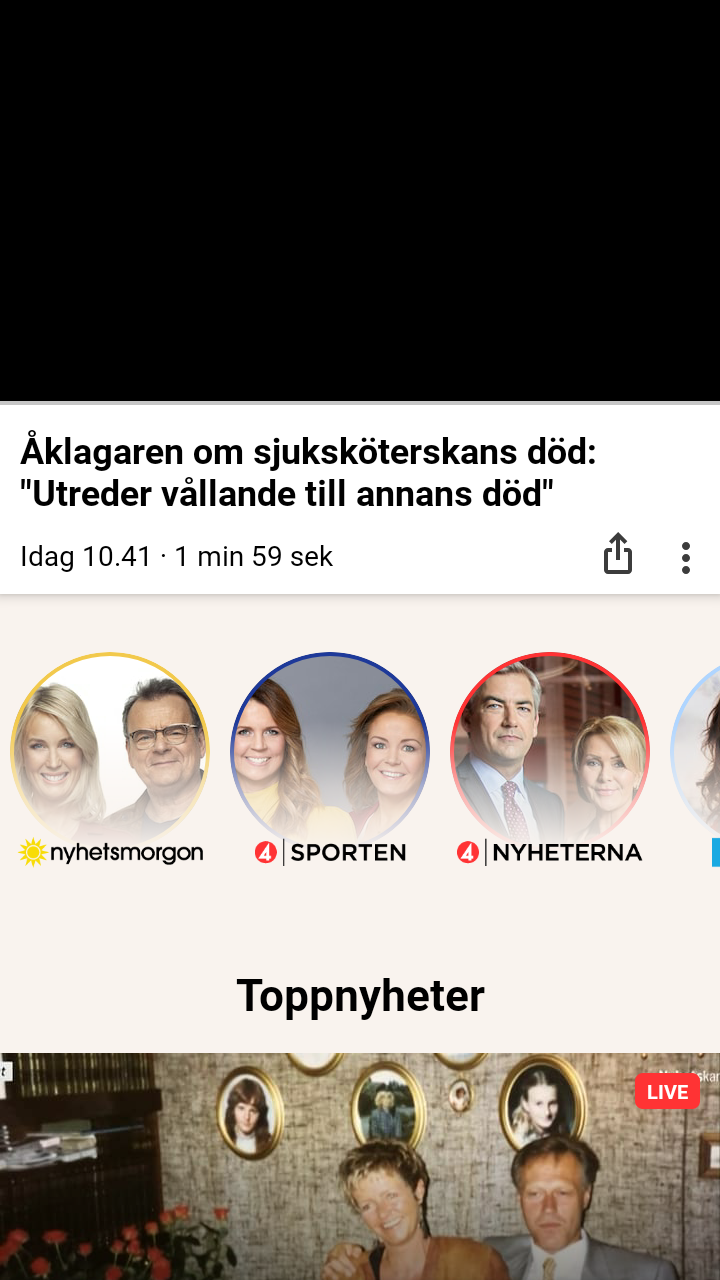 Åklagaren om sjuksköterskans död:
"Utreder vållande till annans död"
Idag 10.41 · 1 min 59 sek
nyhetsmorgon
4 SPORTEN
4 NYHETERNA
Toppnyheter
LIVE